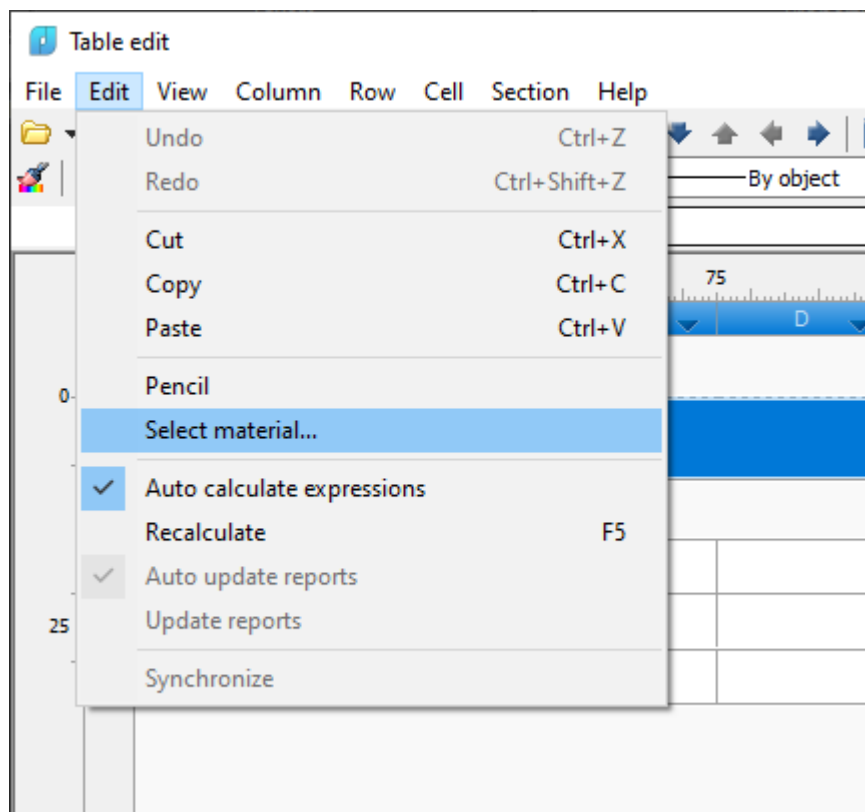 Table edit
File Edit View Column Row Cell Section Help
Undo Ctrl+Z
Redo Ctrl+Shift+Z
By object
Cut Ctrl+X
Copy Ctrl+C
75
Paste Ctrl+V
D
Pencil
0
Select material...
Auto calculate expressions
Recalculate F5
Auto update reports
Update reports
25
Synchronize